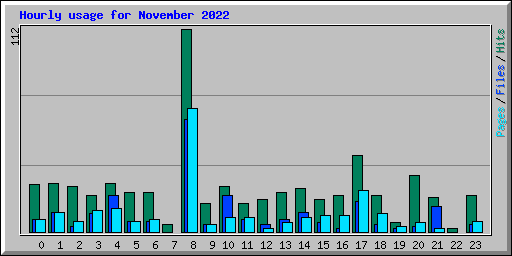 Hourly usage for November 2022
112
Pages / Files / Hits
0 1 2 3 4 5 6 7 8 9 10 11 12 13 14 15 16 17 18 19 20 21 22 23